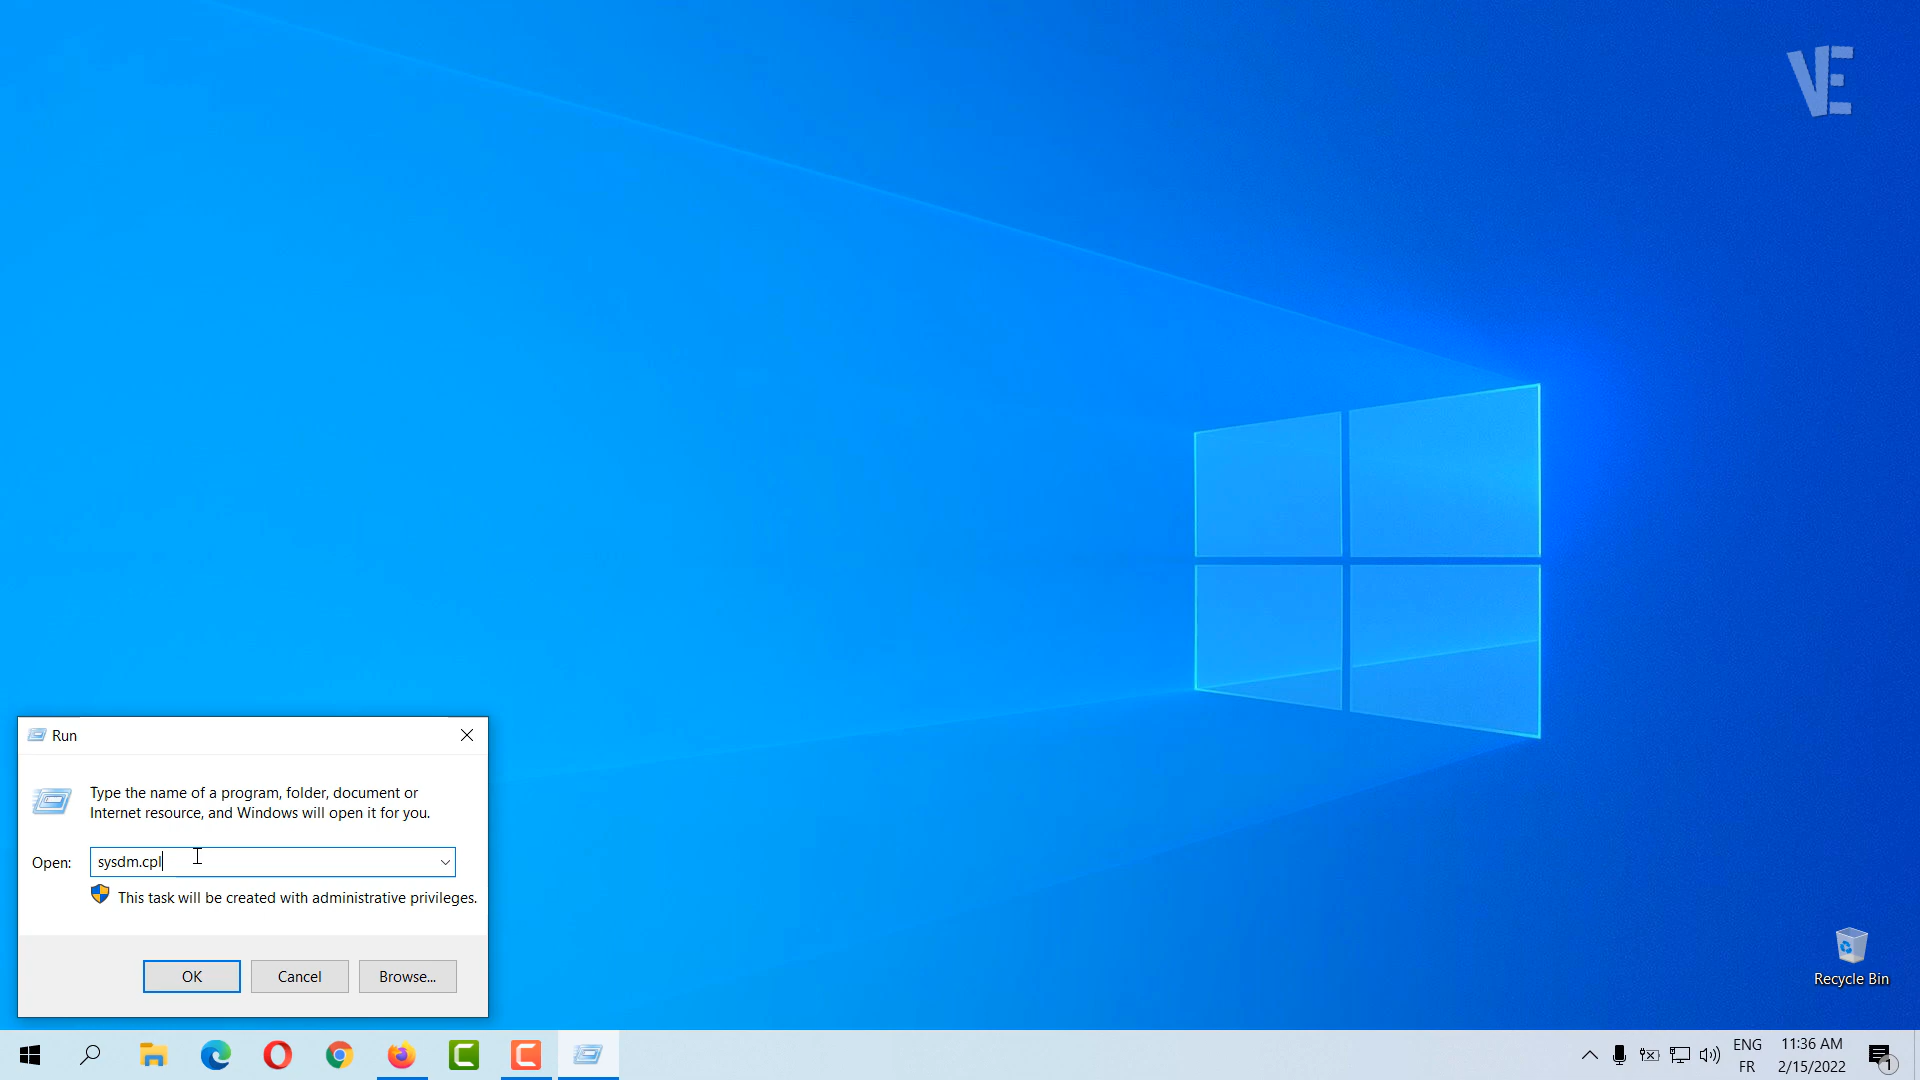 VE
Run
Type the name of a program, folder, document or
Internet resource, and Windows will open it for you.
Open: sysdm.cpl
This task will be created with administrative privileges.
OK Cancel Browse...
Recycle Bin
ENG 11:36 AM
FR 2/15/2022
1